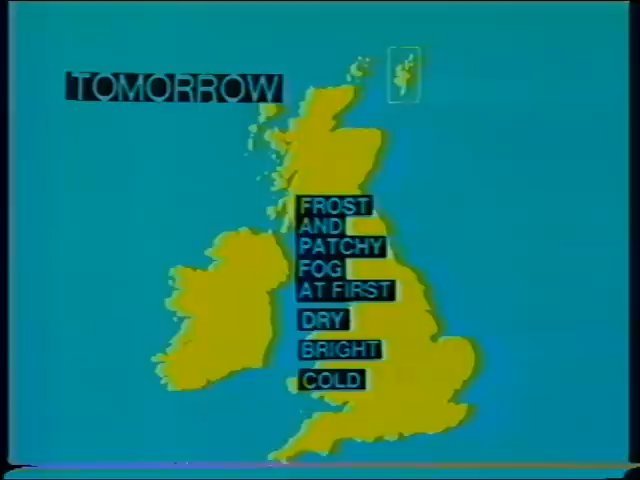 TOMORROW
FROST
AND
PATCHY
FOG
AT FIRST
DRY
BRIGHT
COLD